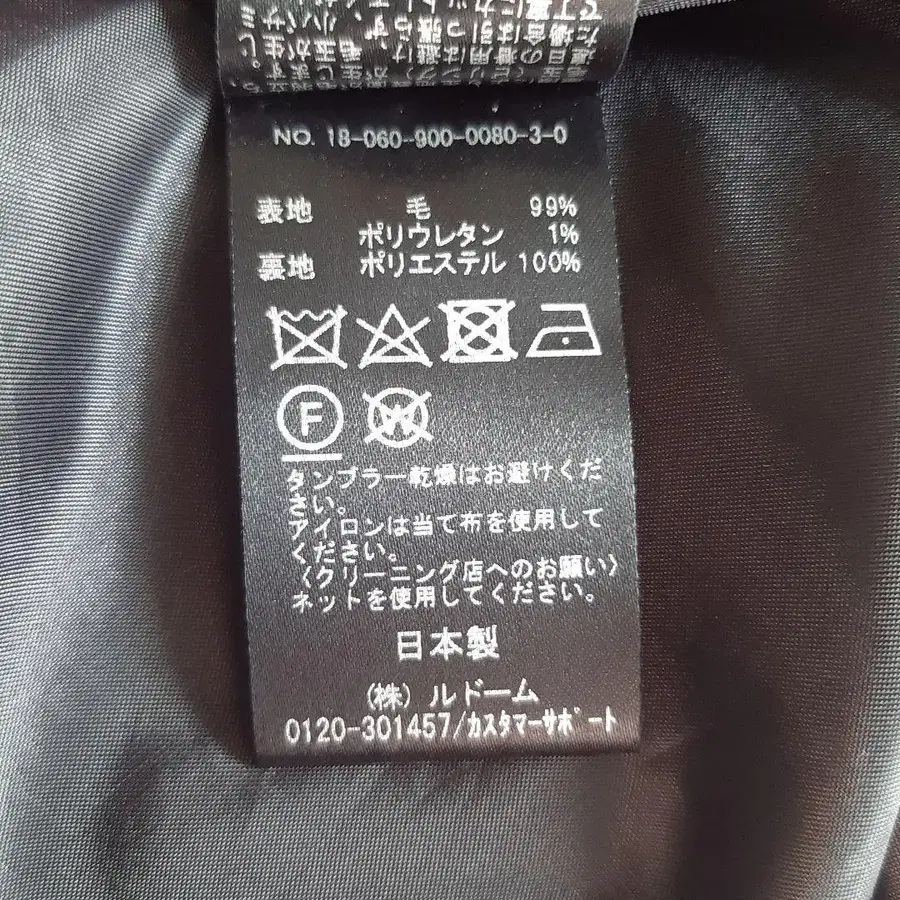 NO. 18-060-900-0080-3-0
表地 毛 99%
ポリウレタン 1%
裏地 ポリエステル 100%
F W
タンブラー乾燥はお避けくだ
さい。
アイロンは当て布を使用して
ください。
〈クリーニング店へのお願い〉
ネットを使用してください。
日本製
(株) ルドーム
0120-301457/カスタマーサポート